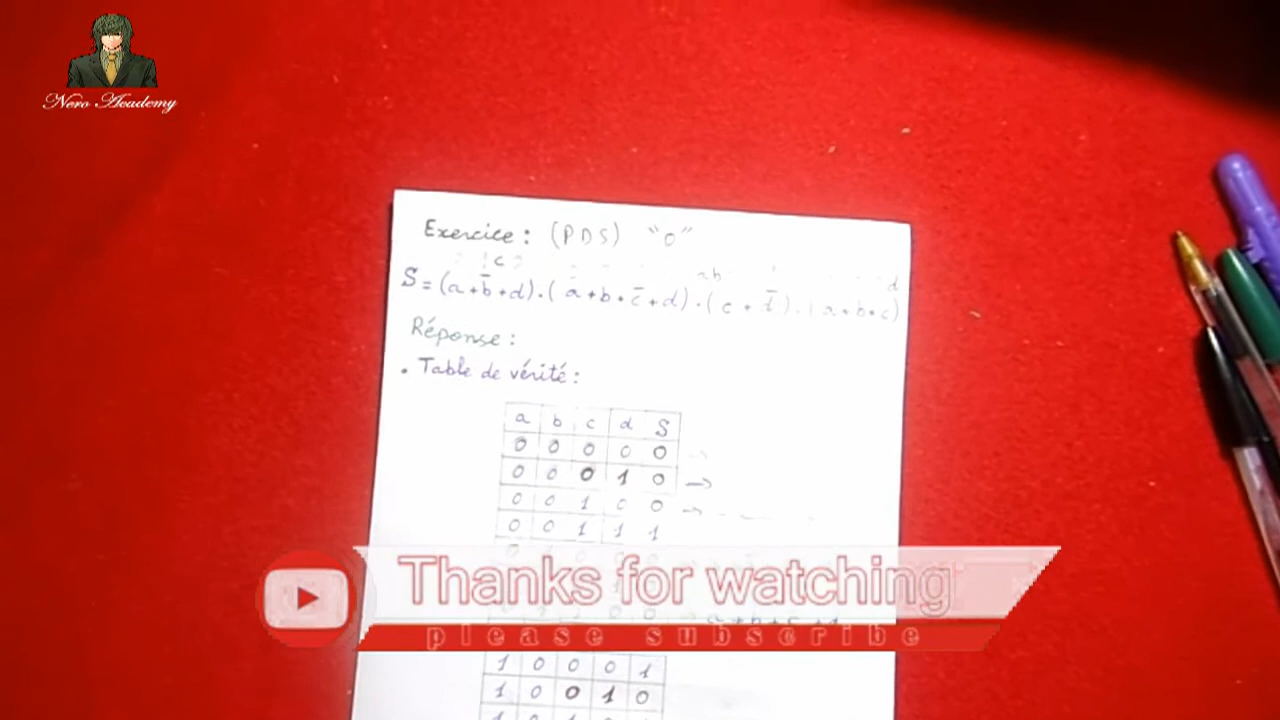 Nero Academy
Exercice : (PDS) "0"
S = (a + b̅ + d) . ( a + b + c̅ + d) . ( c + d̅ ) . ( a + b + c)
Réponse :
• Table de vérité :
a b c d S
0 0 0 0 0
0 0 0 1 0 →
0 0 1 0 0 →
0 0 1 1 1
Thanks for watching
please subscribe
1 0 0 0 1
1 0 0 1 0